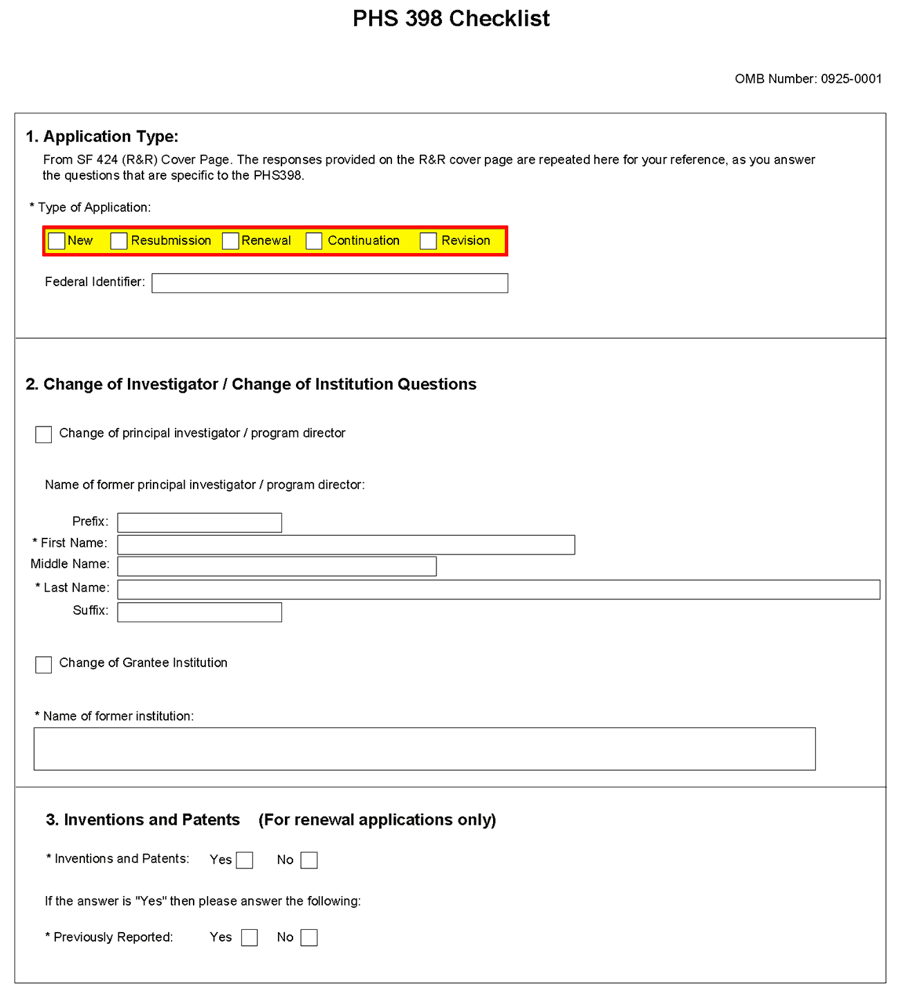 PHS 398 Checklist
OMB Number: 0925-0001
1. Application Type:
From SF 424 (R&R) Cover Page. The responses provided on the R&R cover page are repeated here for your reference, as you answer
the questions that are specific to the PHS398.
* Type of Application:
New Resubmission Renewal Continuation Revision
Federal Identifier:
2. Change of Investigator / Change of Institution Questions
Change of principal investigator / program director
Name of former principal investigator / program director:
Prefix:
* First Name:
Middle Name:
* Last Name:
Suffix:
Change of Grantee Institution
* Name of former institution:
3. Inventions and Patents (For renewal applications only)
* Inventions and Patents: Yes No
If the answer is "Yes" then please answer the following:
* Previously Reported: Yes No